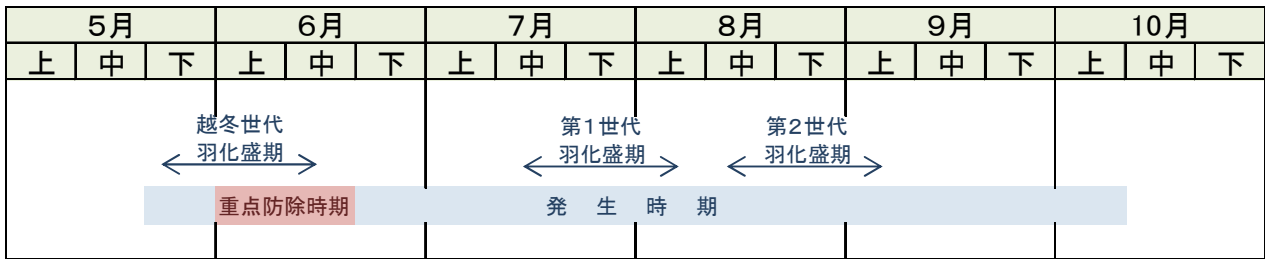 5月 6月 7月 8月 9月 10月
上 中 下 上 中 下 上 中 下 上 中 下 上 中 下 上 中 下
越冬世代 第1世代 第2世代
羽化盛期 羽化盛期 羽化盛期
重点防除時期 発生時期